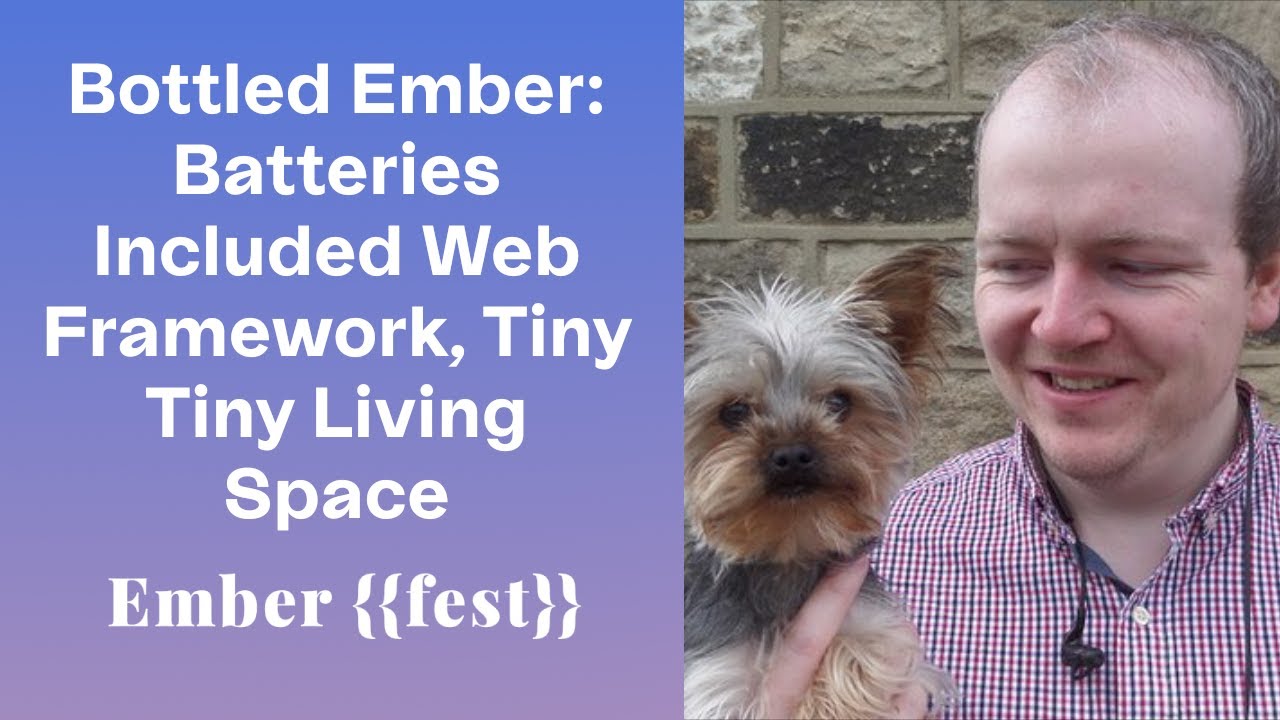 Bottled Ember:
Batteries
Included Web
Framework, Tiny
Tiny Living
Space
Ember {{fest}}